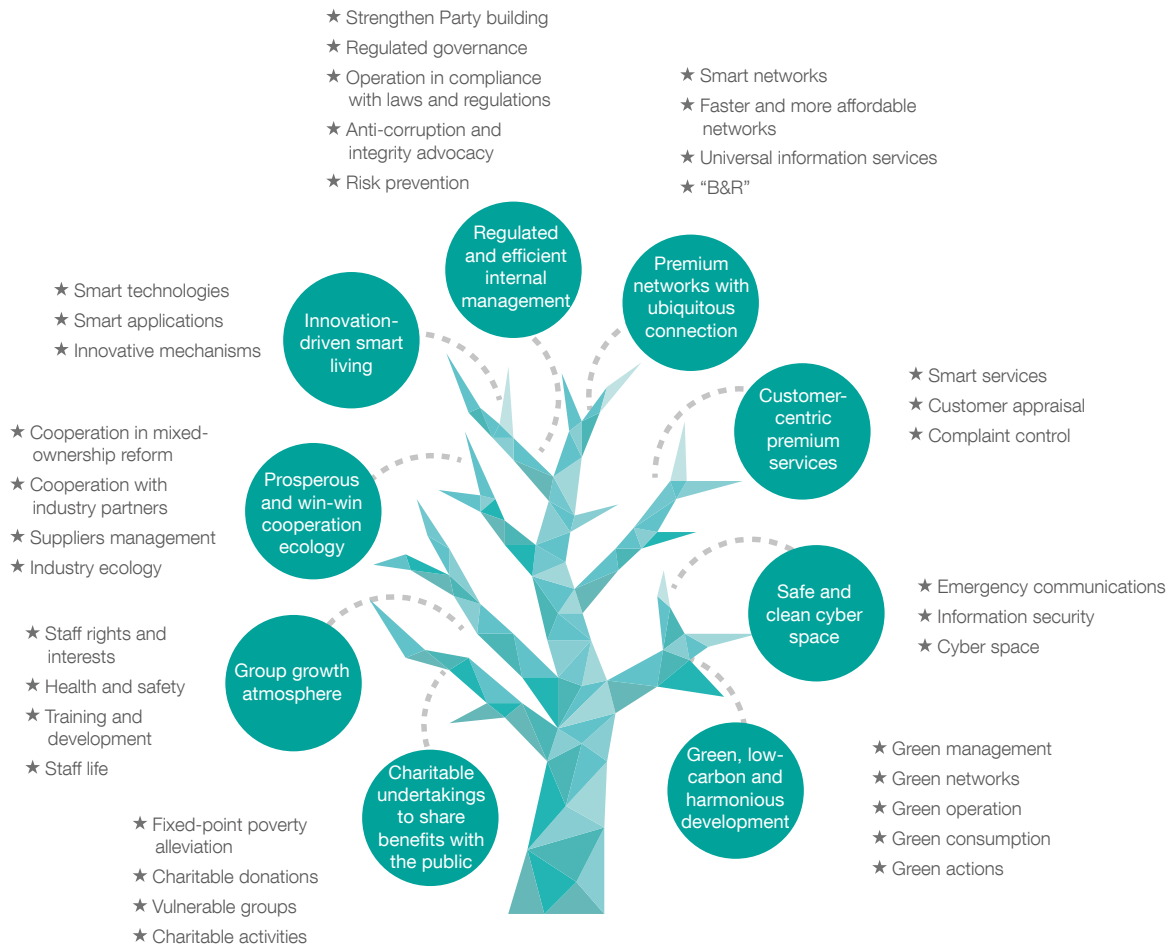 ★ Strengthen Party building
★ Regulated governance
★ Operation in compliance
with laws and regulations
★ Anti-corruption and
integrity advocacy
★ Risk prevention
★ Smart networks
★ Faster and more affordable
networks
★ Universal information services
★ “B&R”
Regulated
and efficient
internal
management
Premium
networks with
ubiquitous
connection
★ Smart technologies
★ Smart applications
★ Innovative mechanisms
Innovation-
driven smart
living
Customer-
centric
premium
services
★ Smart services
★ Customer appraisal
★ Complaint control
★ Cooperation in mixed-
ownership reform
★ Cooperation with
industry partners
★ Suppliers management
★ Industry ecology
Prosperous
and win-win
cooperation
ecology
Safe and
clean cyber
space
★ Emergency communications
★ Information security
★ Cyber space
★ Staff rights and
interests
★ Health and safety
★ Training and
development
★ Staff life
Group growth
atmosphere
Green, low-
carbon and
harmonious
development
★ Green management
★ Green networks
★ Green operation
★ Green consumption
★ Green actions
Charitable
undertakings
to share
benefits with
the public
★ Fixed-point poverty
alleviation
★ Charitable donations
★ Vulnerable groups
★ Charitable activities